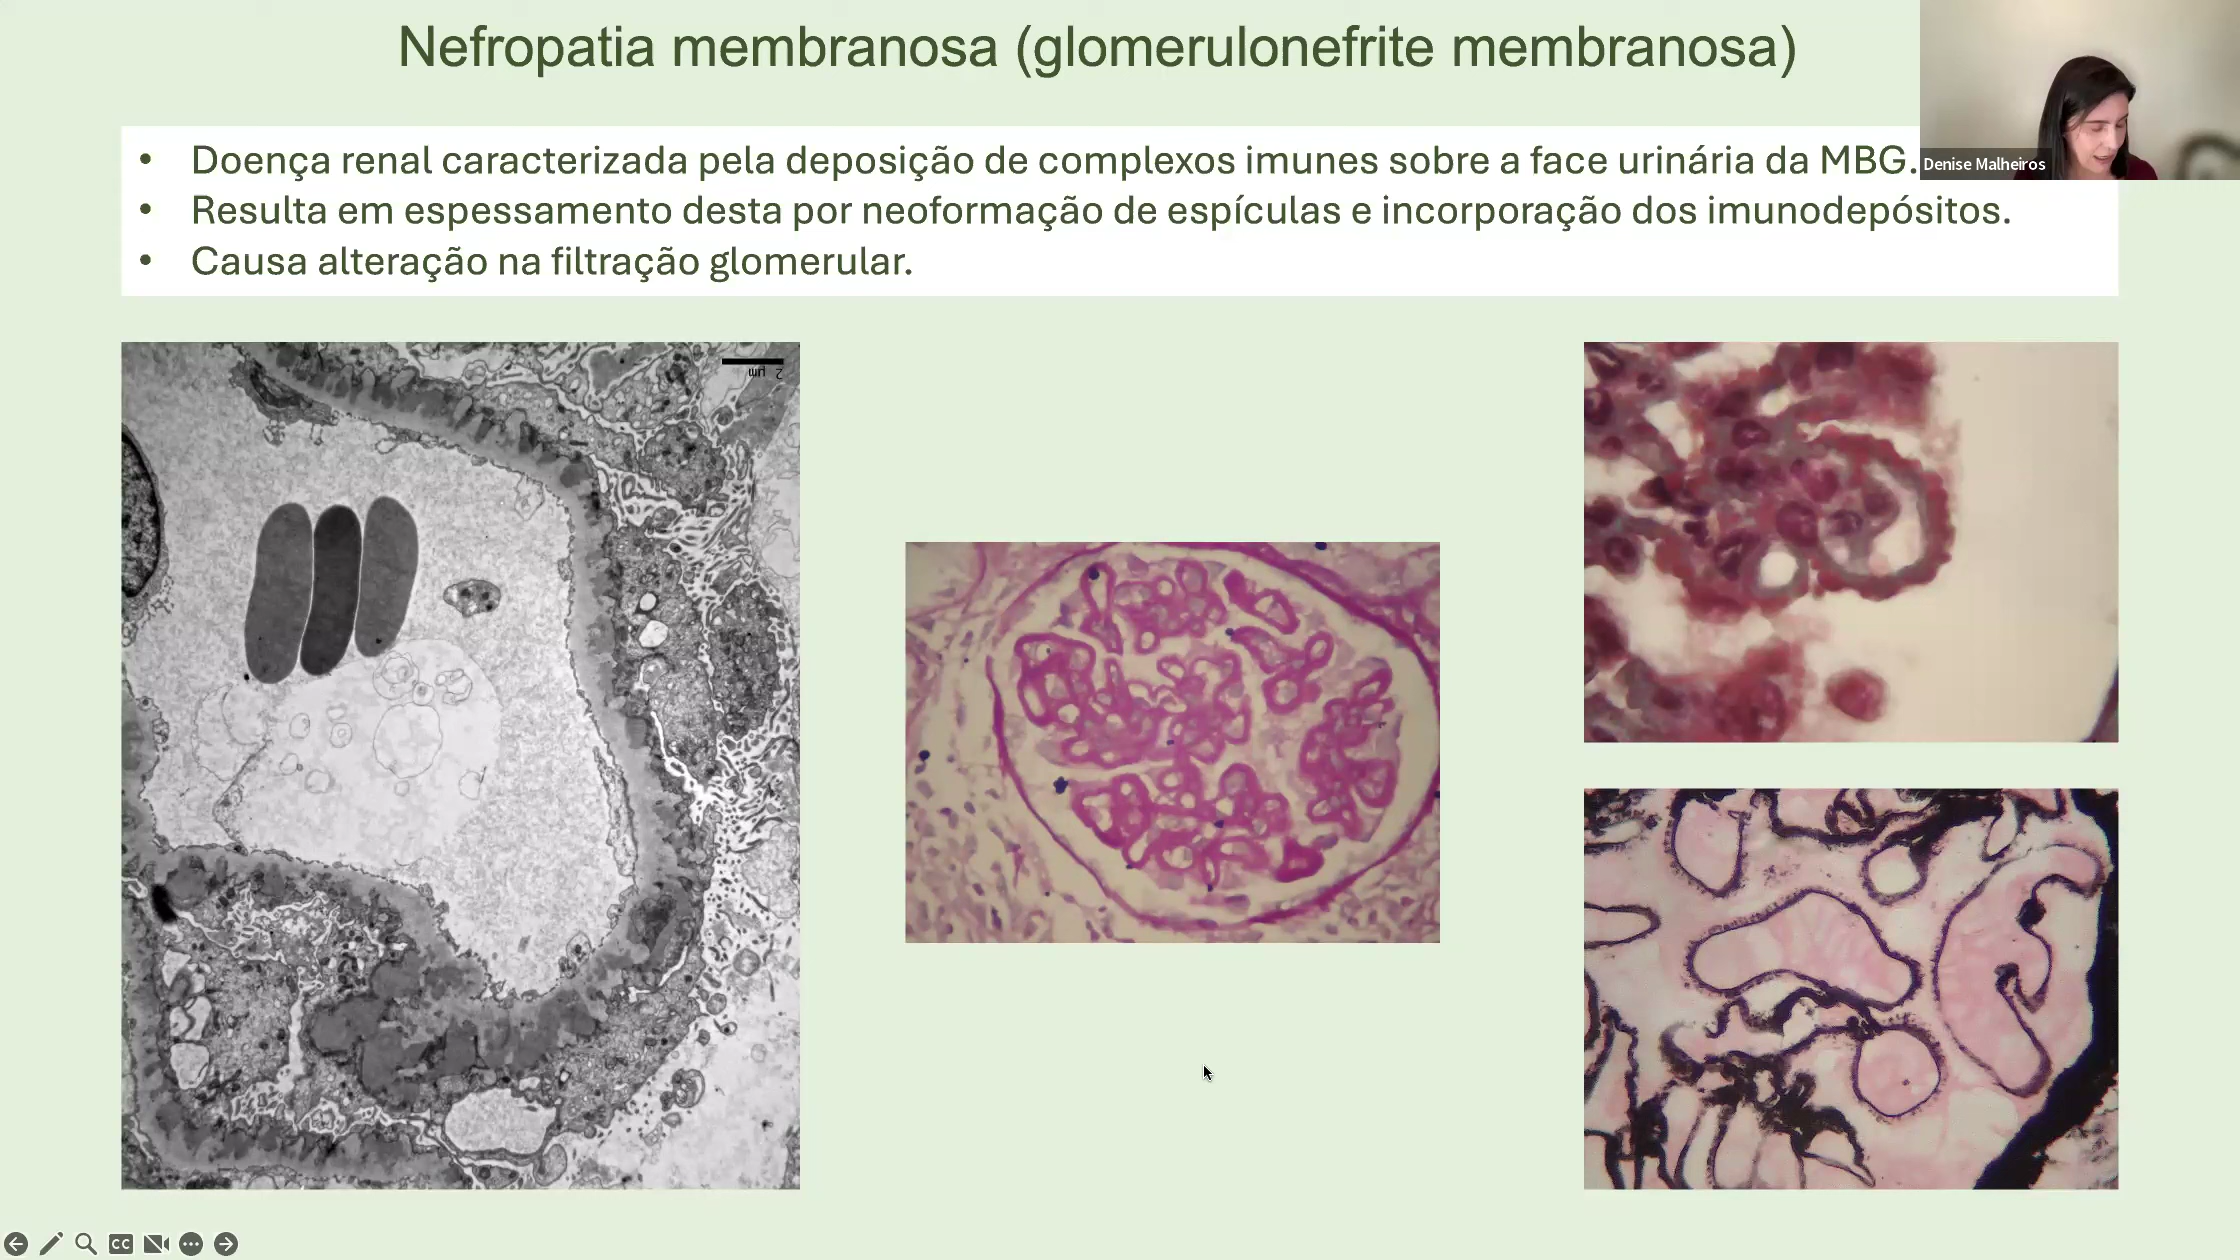 Nefropatia membranosa (glomerulonefrite membranosa)
• Doença renal caracterizada pela deposição de complexos imunes sobre a face urinária da MBG.
• Resulta em espessamento desta por neoformação de espículas e incorporação dos imunodepósitos.
• Causa alteração na filtração glomerular.
Denise Malheiros
2 µm
CC